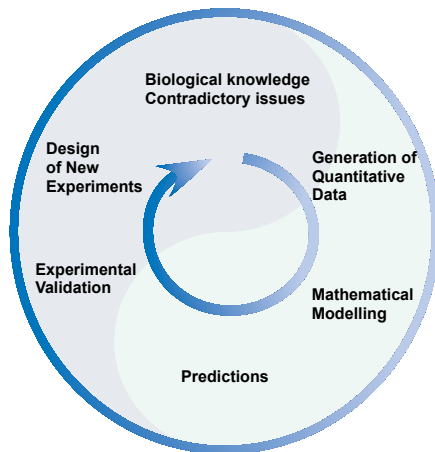 Biological knowledge
Contradictory issues
Generation of
Quantitative
Data
Mathematical
Modelling
Predictions
Experimental
Validation
Design
of New
Experiments